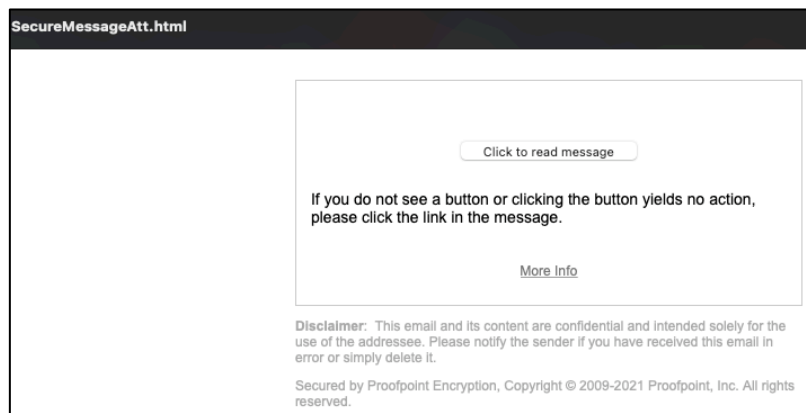 SecureMessageAtt.html
Click to read message
If you do not see a button or clicking the button yields no action,
please click the link in the message.
More Info
Disclaimer: This email and its content are confidential and intended solely for the
use of the addressee. Please notify the sender if you have received this email in
error or simply delete it.
Secured by Proofpoint Encryption, Copyright © 2009-2021 Proofpoint, Inc. All rights
reserved.